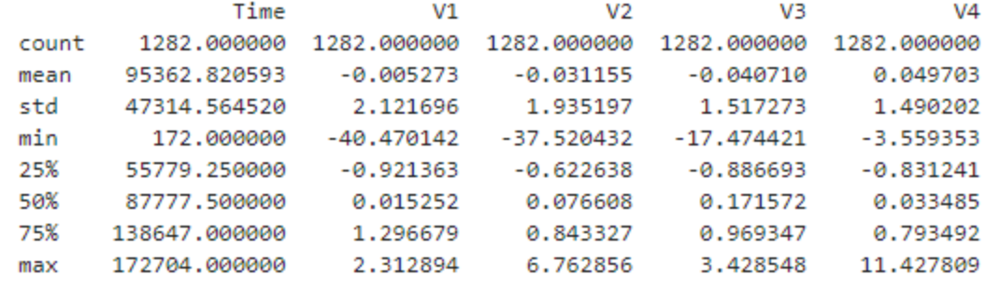 Time V1 V2 V3 V4
count 1282.000000 1282.000000 1282.000000 1282.000000 1282.000000
mean 95362.820593 -0.005273 -0.031155 -0.040710 0.049703
std 47314.564520 2.121696 1.935197 1.517273 1.490202
min 172.000000 -40.470142 -37.520432 -17.474421 -3.559353
25% 55779.250000 -0.921363 -0.622638 -0.886693 -0.831241
50% 87777.500000 0.015252 0.076608 0.171572 0.033485
75% 138647.000000 1.296679 0.843327 0.969347 0.793492
max 172704.000000 2.312894 6.762856 3.428548 11.427809